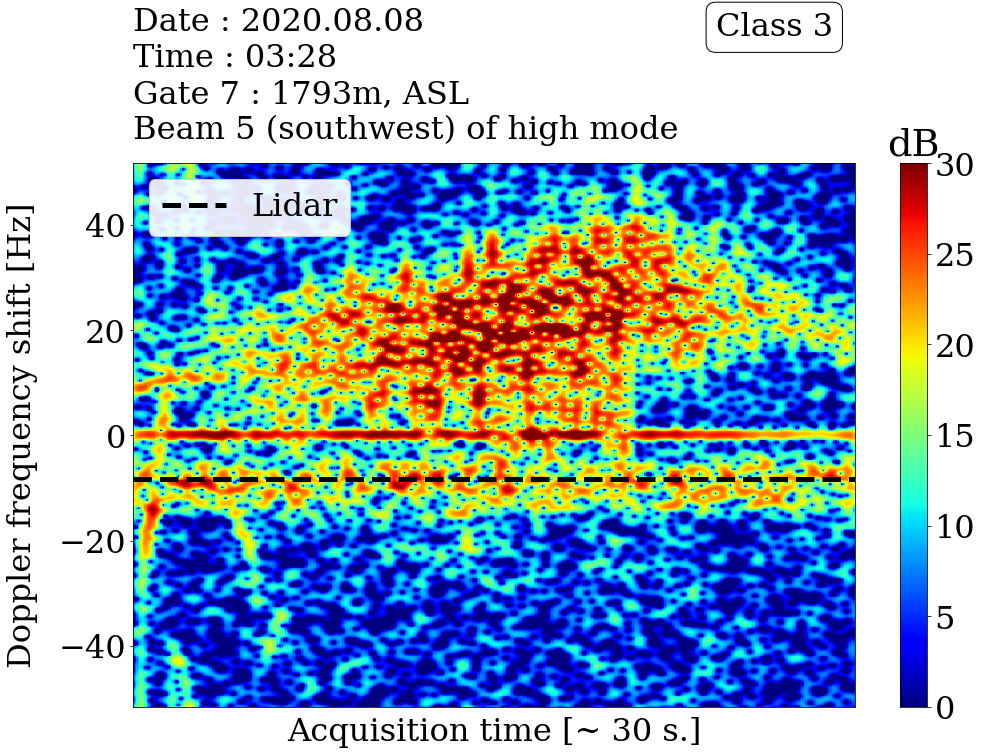 Date : 2020.08.08
Time : 03:28
Gate 7 : 1793m, ASL
Beam 5 (southwest) of high mode
Class 3
dB
Lidar
Doppler frequency shift [Hz]
40
20
0
−20
−40
Acquisition time [~ 30 s.]
30
25
20
15
10
5
0